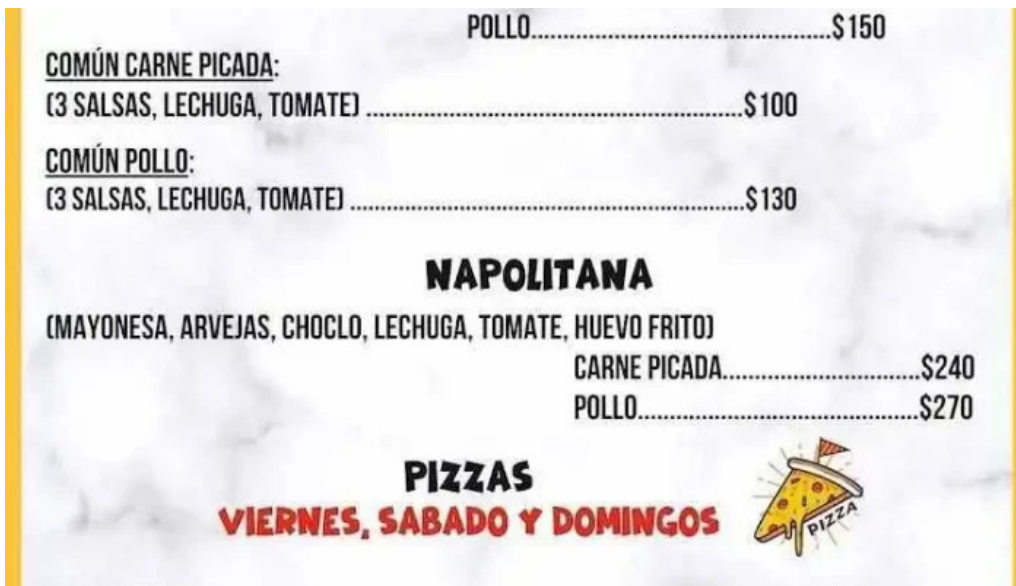 POLLO..............................................$150
COMÚN CARNE PICADA:
(3 SALSAS, LECHUGA, TOMATE) ..........................................................$100
COMÚN POLLO:
(3 SALSAS, LECHUGA, TOMATE) .............................................................$130
NAPOLITANA
(MAYONESA, ARVEJAS, CHOCLO, LECHUGA, TOMATE, HUEVO FRITO)
CARNE PICADA..............................$240
POLLO...........................................$270
PIZZAS
VIERNES, SABADO Y DOMINGOS
PIZZA